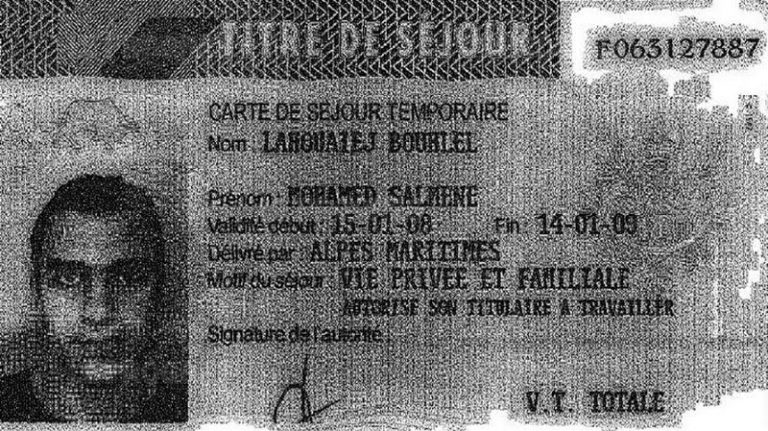 TITRE DE SÉJOUR
F063127887
CARTE DE SEJOUR TEMPORAIRE
Nom : LAHOUAIEJ BOUHLEL
Prénom : MOHAMED SALMENE
Validité début : 15-01-08 Fin : 14-01-09
Délivré par : ALPES MARITIMES
Motif du séjour : VIE PRIVEE ET FAMILIALE
AUTORISE SON TITULAIRE A TRAVAILLER
Signature de l'autorité :
V.T. TOTALE